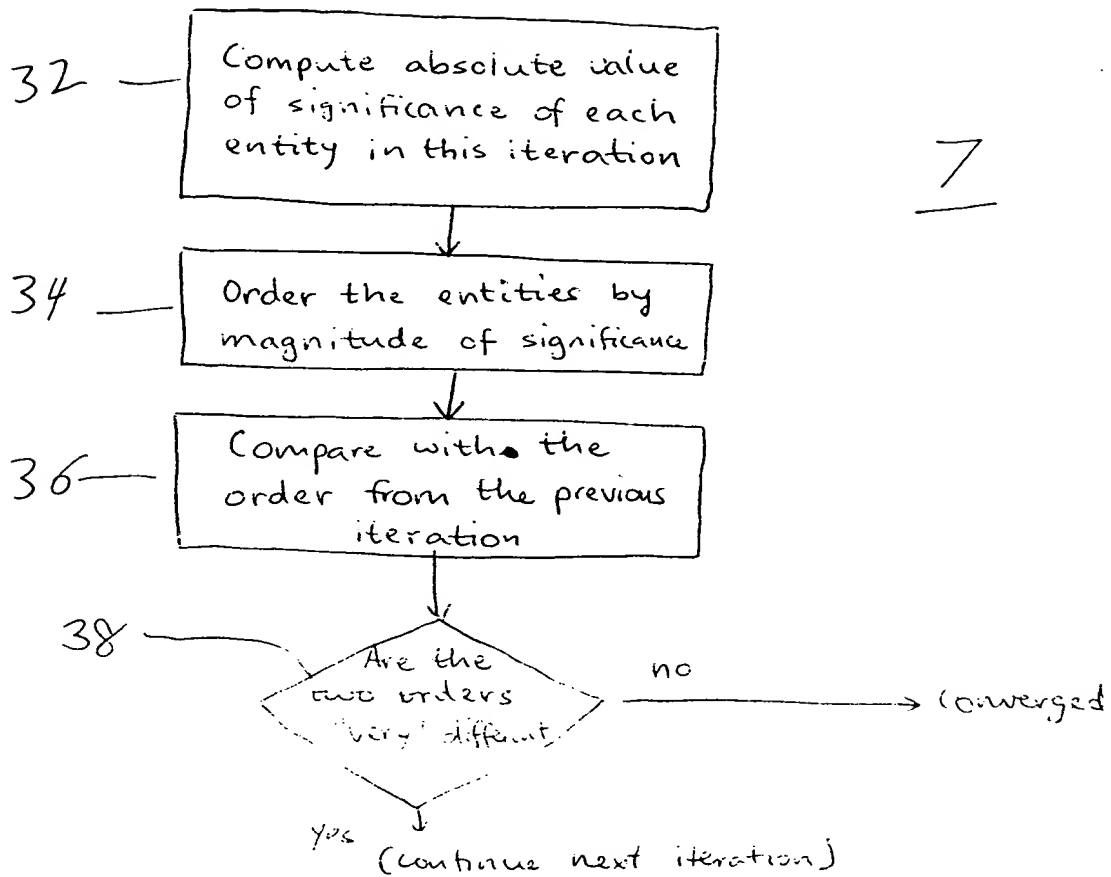 32
Compute absolute value
of significance of each
entity in this iteration
7
34
Order the entities by
magnitude of significance
36
Compare with the
order from the previous
iteration
38
Are the
two orders
"very" different
no
converged
yes
(continue next iteration)